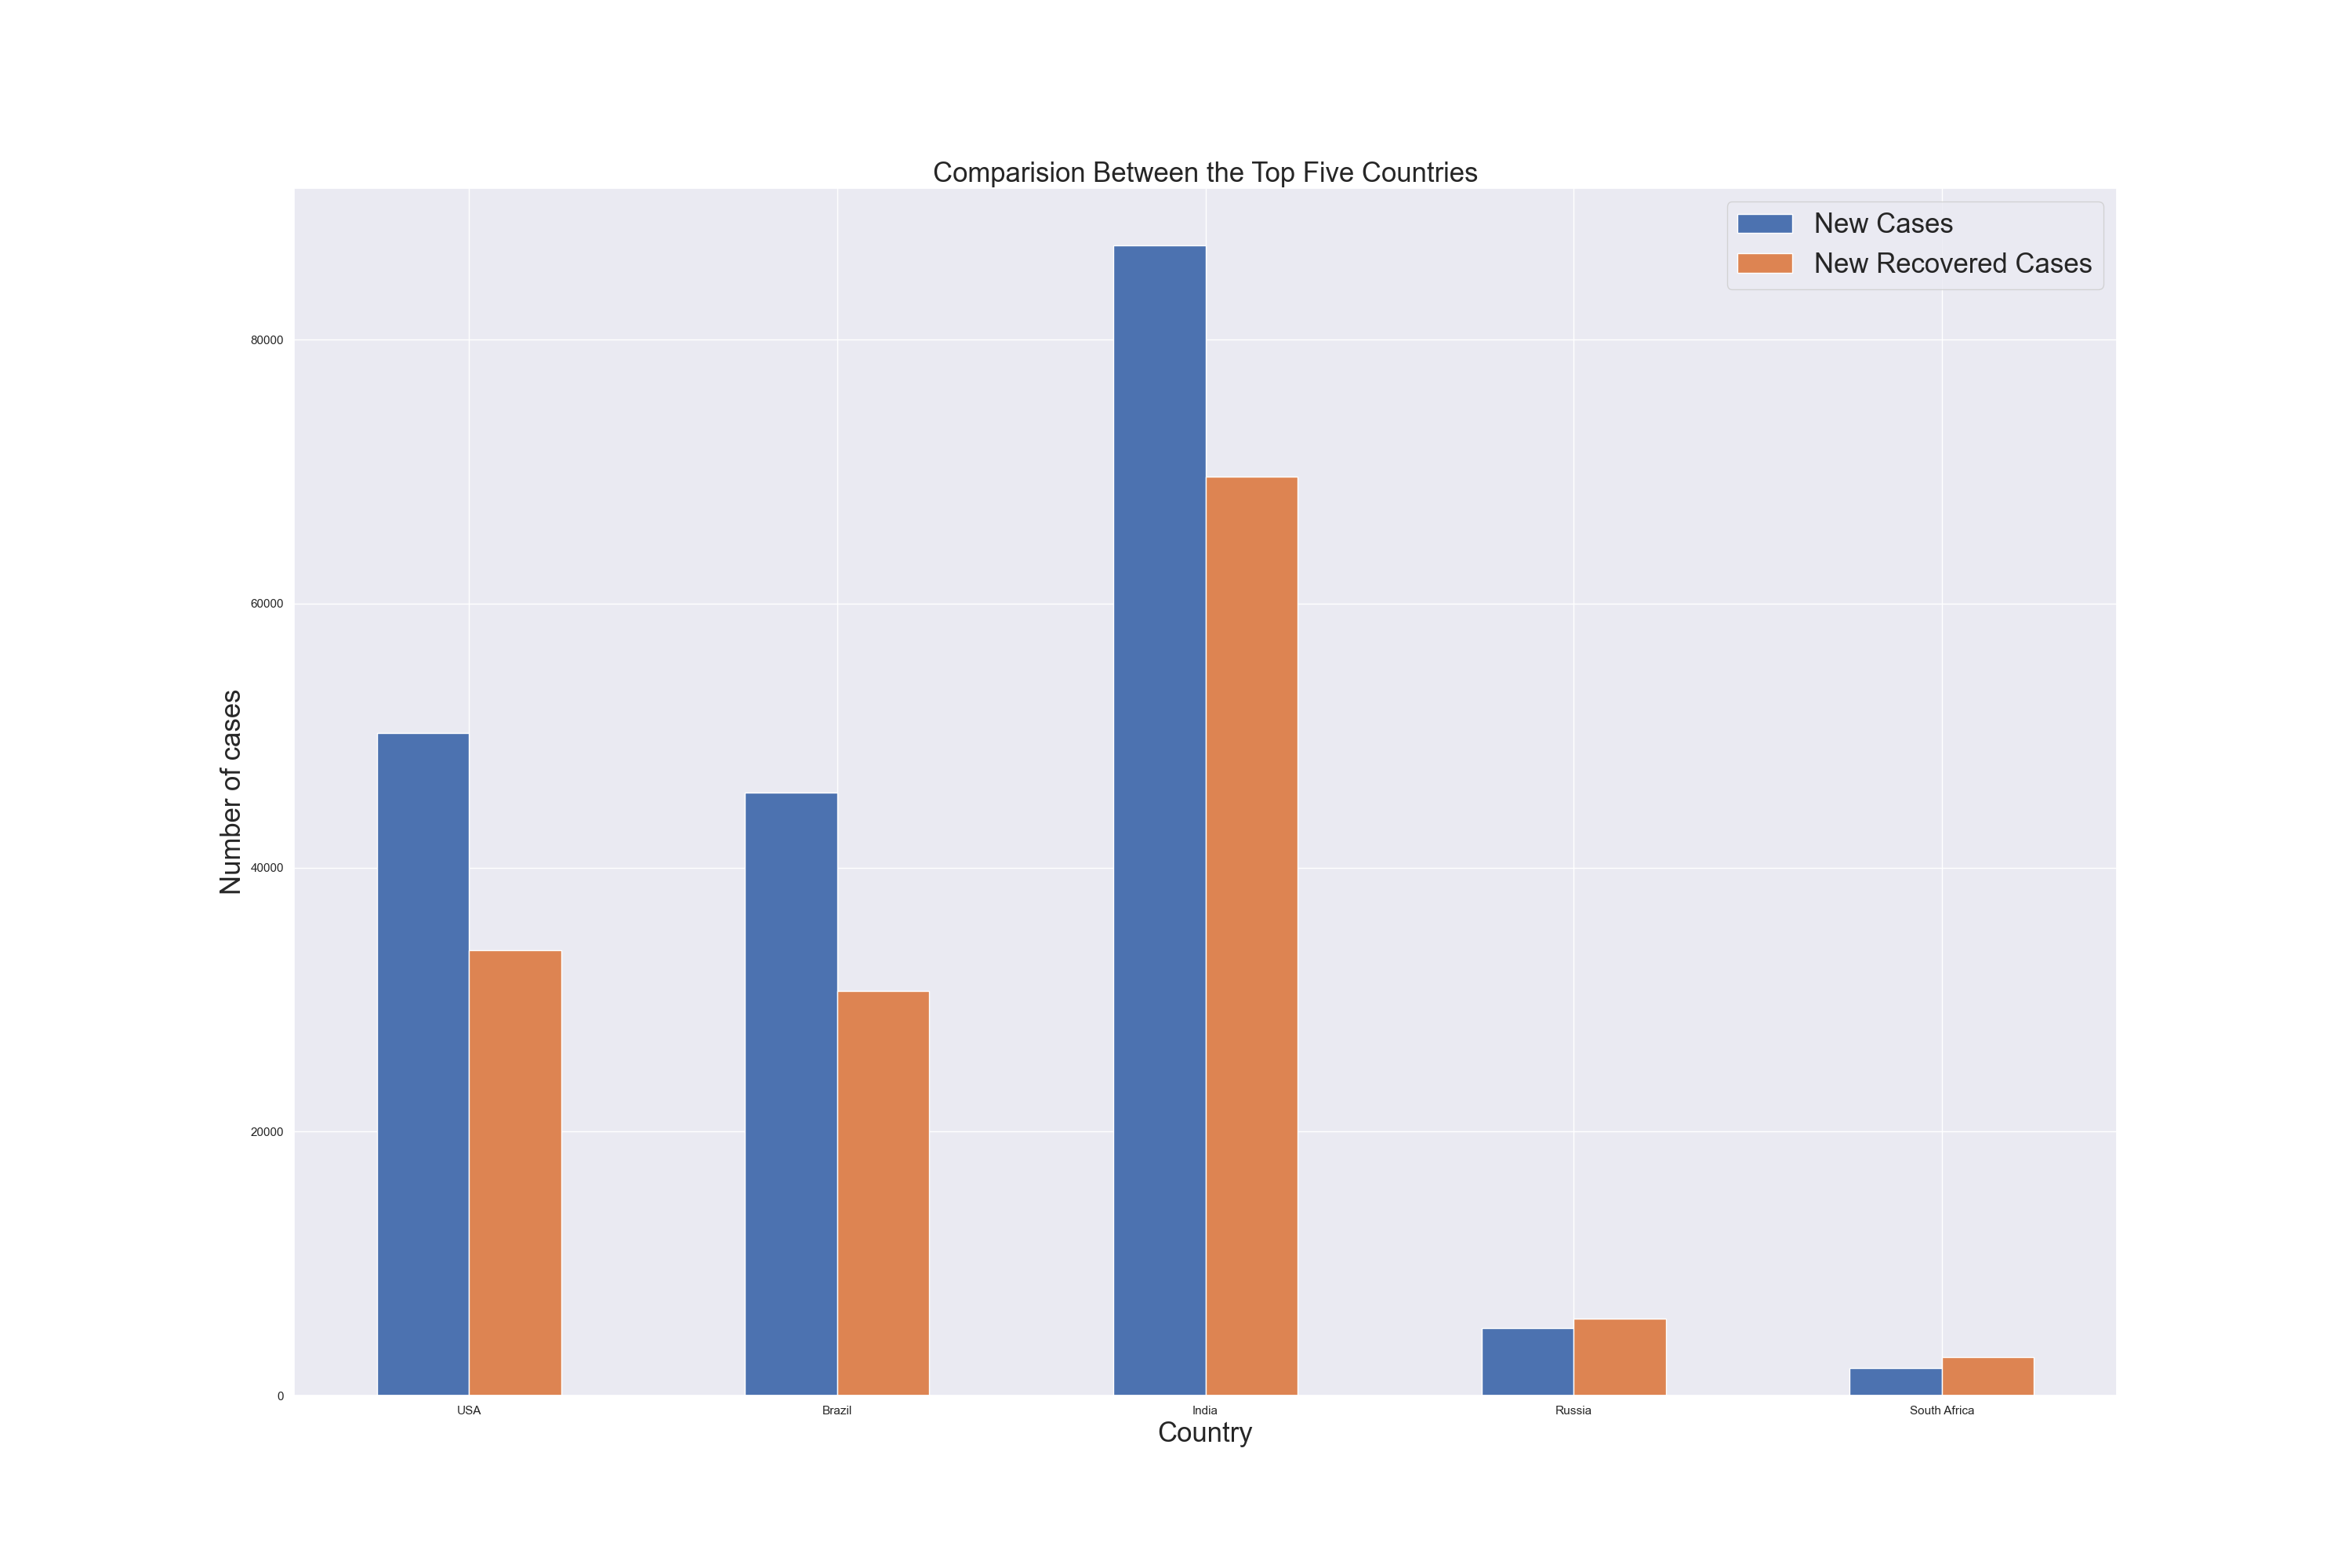 Comparision Between the Top Five Countries
New Cases
New Recovered Cases
80000
60000
40000
20000
0
Number of cases
USA
Brazil
India
Russia
South Africa
Country